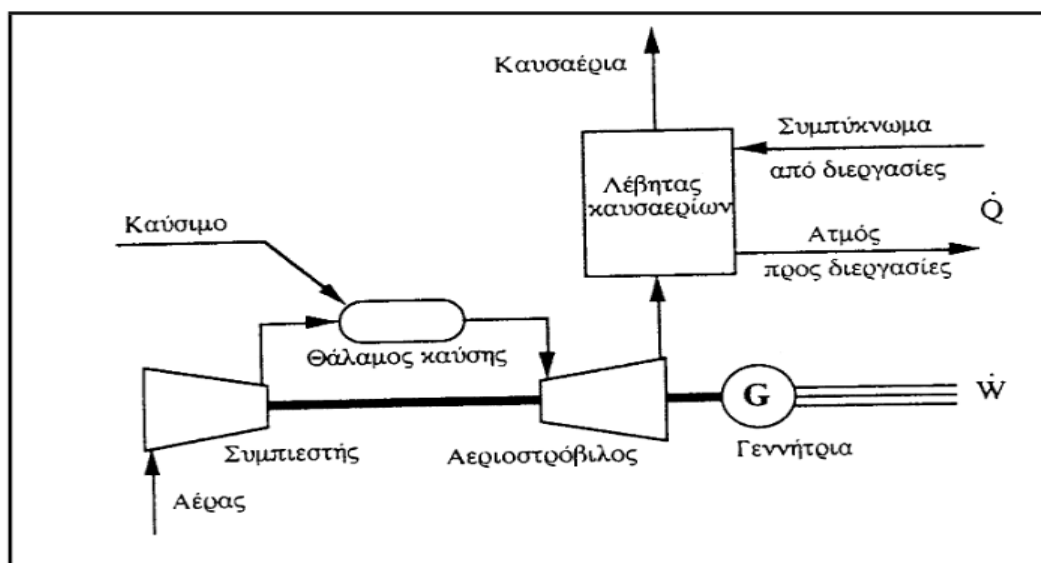 Καυσαέρια
Συμπύκνωμα
από διεργασίες
Λέβητας
καυσαερίων
Q̇
Καύσιμο
Ατμός
προς διεργασίες
Θάλαμος καύσης
G
Ẇ
Συμπιεστής
Αεριοστρόβιλος
Γεννήτρια
Αέρας